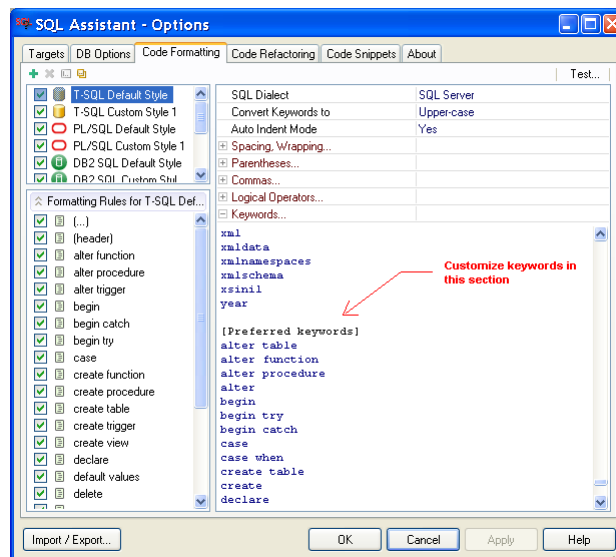 SQL Assistant - Options
Targets DB Options Code Formatting Code Refactoring Code Snippets About
Test...
T-SQL Default Style
T-SQL Custom Style 1
PL/SQL Default Style
PL/SQL Custom Style 1
DB2 SQL Default Style
DB2 SQL Custom Styl
Formatting Rules for T-SQL Def...
(...)
(header)
alter function
alter procedure
alter trigger
begin
begin catch
begin try
case
create function
create procedure
create table
create trigger
create view
declare
default values
delete
SQL Dialect SQL Server
Convert Keywords to Upper-case
Auto Indent Mode Yes
Spacing, Wrapping...
Parentheses...
Commas...
Logical Operators...
Keywords...
xml
xmldata
xmlnamespaces
xmlschema
xsinil
year
Customize keywords in
this section
[Preferred keywords]
alter table
alter function
alter procedure
alter
begin
begin try
begin catch
case
case when
create table
create
declare
Import / Export... OK Cancel Apply Help